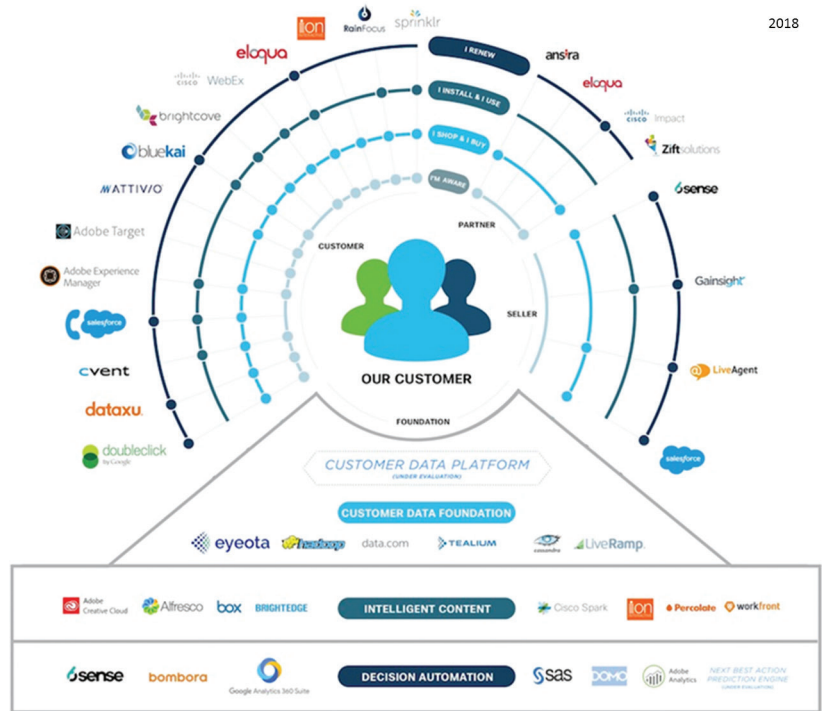 2018
ion
RainFocus
sprinklr
I RENEW
ansira
eloqua
eloqua
CISCO WebEx
I INSTALL & I USE
CISCO Impact
brightcove
Ziftsolutions
bluekai
I SHOP & I BUY
ATTIVIO
I'M AWARE
6sense
Adobe Target
CUSTOMER
PARTNER
Adobe Experience
Manager
Gainsight
salesforce
SELLER
cvent
LiveAgent
OUR CUSTOMER
dataxu.
FOUNDATION
doubleclick
by Google
salesforce
CUSTOMER DATA PLATFORM
(UNDER EVALUATION)
CUSTOMER DATA FOUNDATION
eyeota
hadoop
data.com
TEALIUM
cassandra
LiveRamp.
Adobe
Creative Cloud
Alfresco
box
BRIGHTEDGE
INTELLIGENT CONTENT
Cisco Spark
ion
Percolate
workfront
6sense
bombora
Google Analytics 360 Suite
DECISION AUTOMATION
sas
DOMO
Adobe
Analytics
NEXT BEST ACTION
PREDICTION ENGINE
(UNDER EVALUATION)